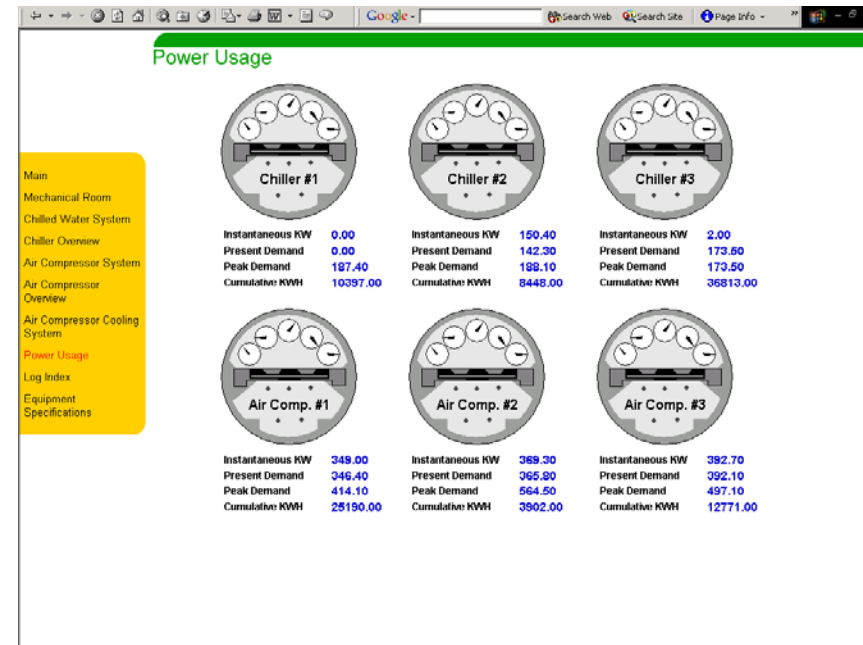 Google - Search Web Search Site Page Info - »
Power Usage
Main
Mechanical Room
Chilled Water System
Chiller Overview
Air Compressor System
Air Compressor
Overview
Air Compressor Cooling
System
Power Usage
Log Index
Equipment
Specifications
Chiller #1
Instantaneous KW 0.00
Present Demand 0.00
Peak Demand 187.40
Cumulative KWH 10397.00
Chiller #2
Instantaneous KW 150.40
Present Demand 142.30
Peak Demand 188.10
Cumulative KWH 8448.00
Chiller #3
Instantaneous KW 2.00
Present Demand 173.50
Peak Demand 173.50
Cumulative KWH 36813.00
Air Comp. #1
Instantaneous KW 349.00
Present Demand 346.40
Peak Demand 414.10
Cumulative KWH 25190.00
Air Comp. #2
Instantaneous KW 369.30
Present Demand 365.80
Peak Demand 564.50
Cumulative KWH 3902.00
Air Comp. #3
Instantaneous KW 392.70
Present Demand 392.10
Peak Demand 497.10
Cumulative KWH 12771.00